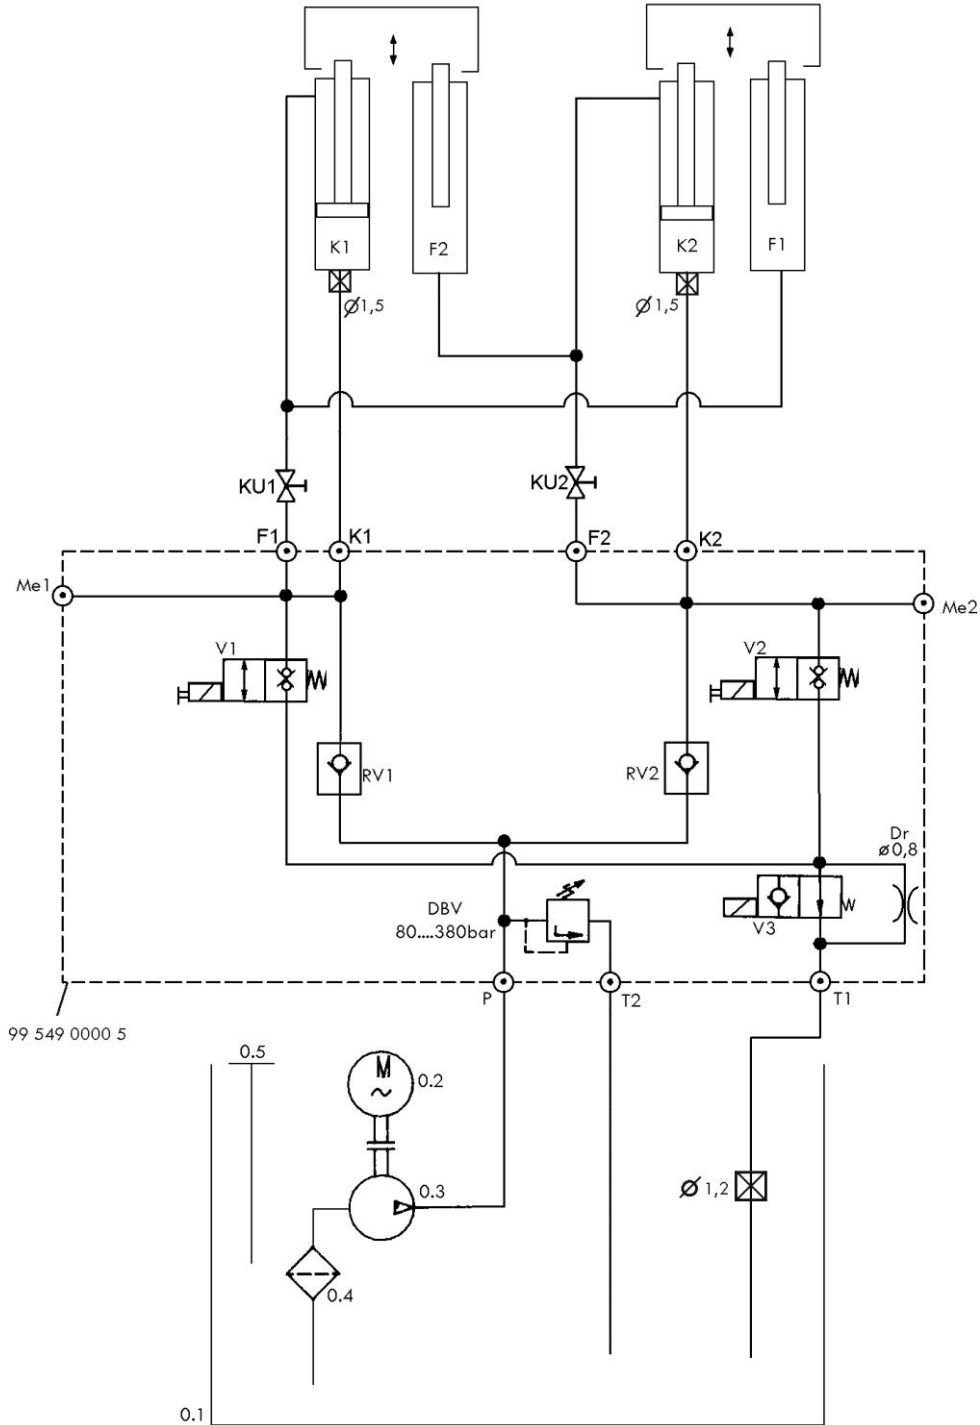 K1
F2
K2
F1
Ø1,5
Ø1,5
KU1
KU2
F1
K1
F2
K2
Me1
Me2
V1
V2
RV1
RV2
Dr
ø0,8
DBV
80....380bar
V3
P
T2
T1
99 549 0000 5
0.5
M
~
0.2
0.3
Ø 1,2
0.4
0.1